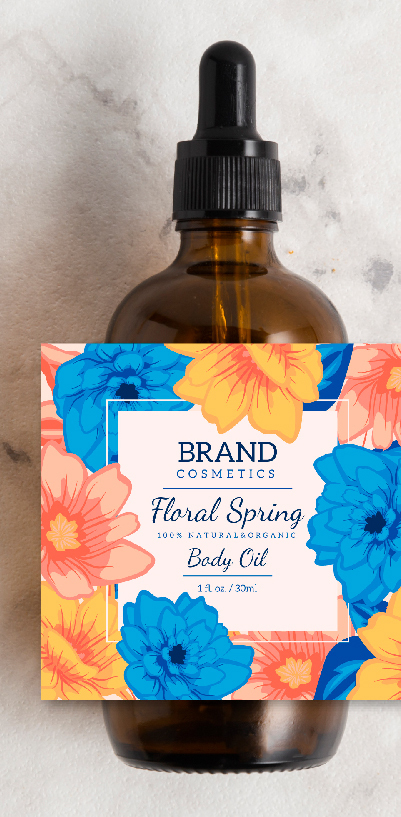 BRAND
COSMETICS
Floral Spring
100% NATURAL&ORGANIC
Body Oil
1 fl oz. / 30ml